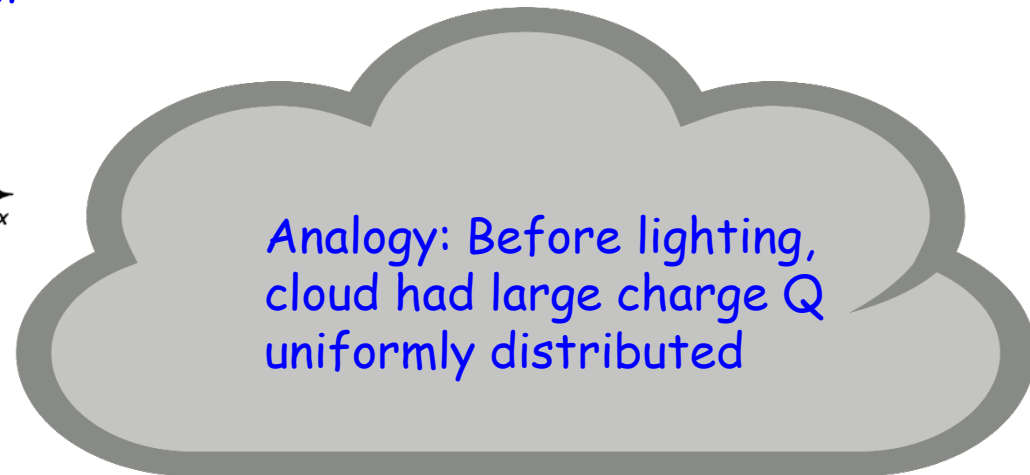 x
Analogy: Before lighting,
cloud had large charge Q
uniformly distributed